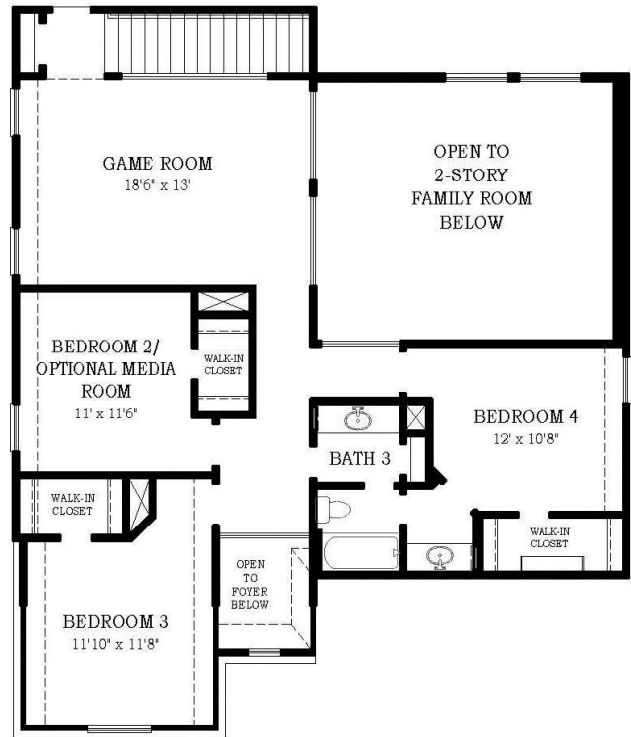 GAME ROOM
18'6" x 13'
OPEN TO
2-STORY
FAMILY ROOM
BELOW
BEDROOM 2/
OPTIONAL MEDIA
ROOM
11' x 11'6"
WALK-IN
CLOSET
BEDROOM 4
12' x 10'8"
BATH 3
WALK-IN
CLOSET
WALK-IN
CLOSET
OPEN
TO
FOYER
BELOW
BEDROOM 3
11'10" x 11'8"